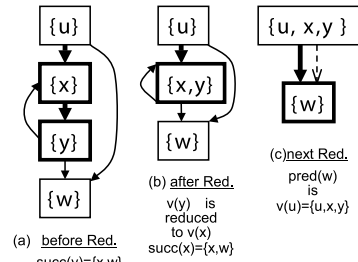 {u}
{x}
{y}
{w}
(a) before Red.
succ(y)={x,w}
{u}
{x,y}
{w}
(b) after Red.
v(y) is
reduced
to v(x)
succ(x)={x,w}
{u, x,y }
{w}
(c)next Red.
pred(w)
is
v(u)={u,x,y}